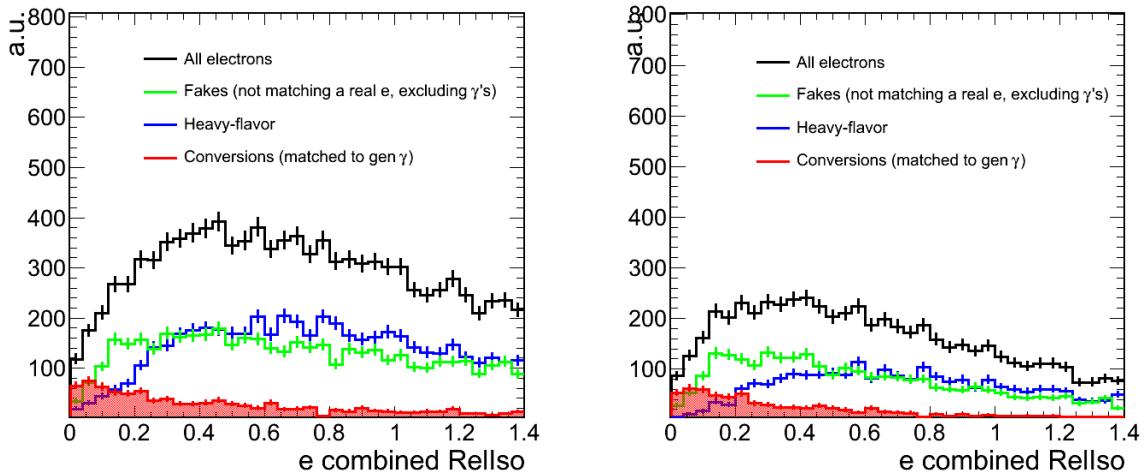 a.u.
800
700
600
500
400
300
200
100
All electrons
Fakes (not matching a real e, excluding γ's)
Heavy-flavor
Conversions (matched to gen γ)
0 0.2 0.4 0.6 0.8 1 1.2 1.4
e combined RelIso
a.u.
800
700
600
500
400
300
200
100
All electrons
Fakes (not matching a real e, excluding γ's)
Heavy-flavor
Conversions (matched to gen γ)
0 0.2 0.4 0.6 0.8 1 1.2 1.4
e combined RelIso